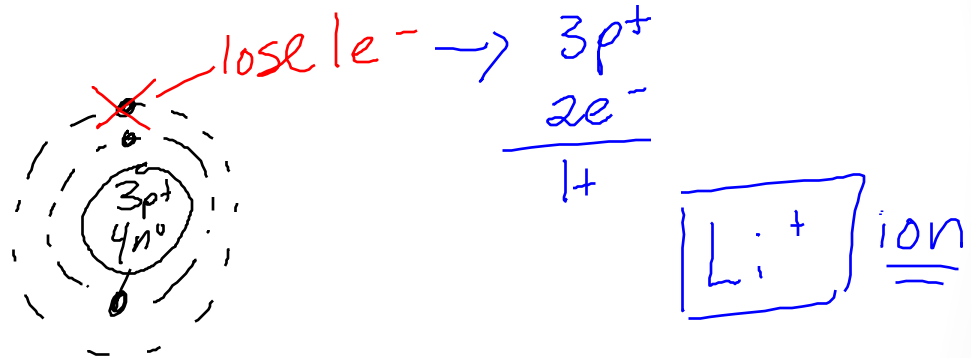 lose 1e⁻ → 3p⁺
2e⁻
1+
3p⁺
4n⁰
Li⁺ ion